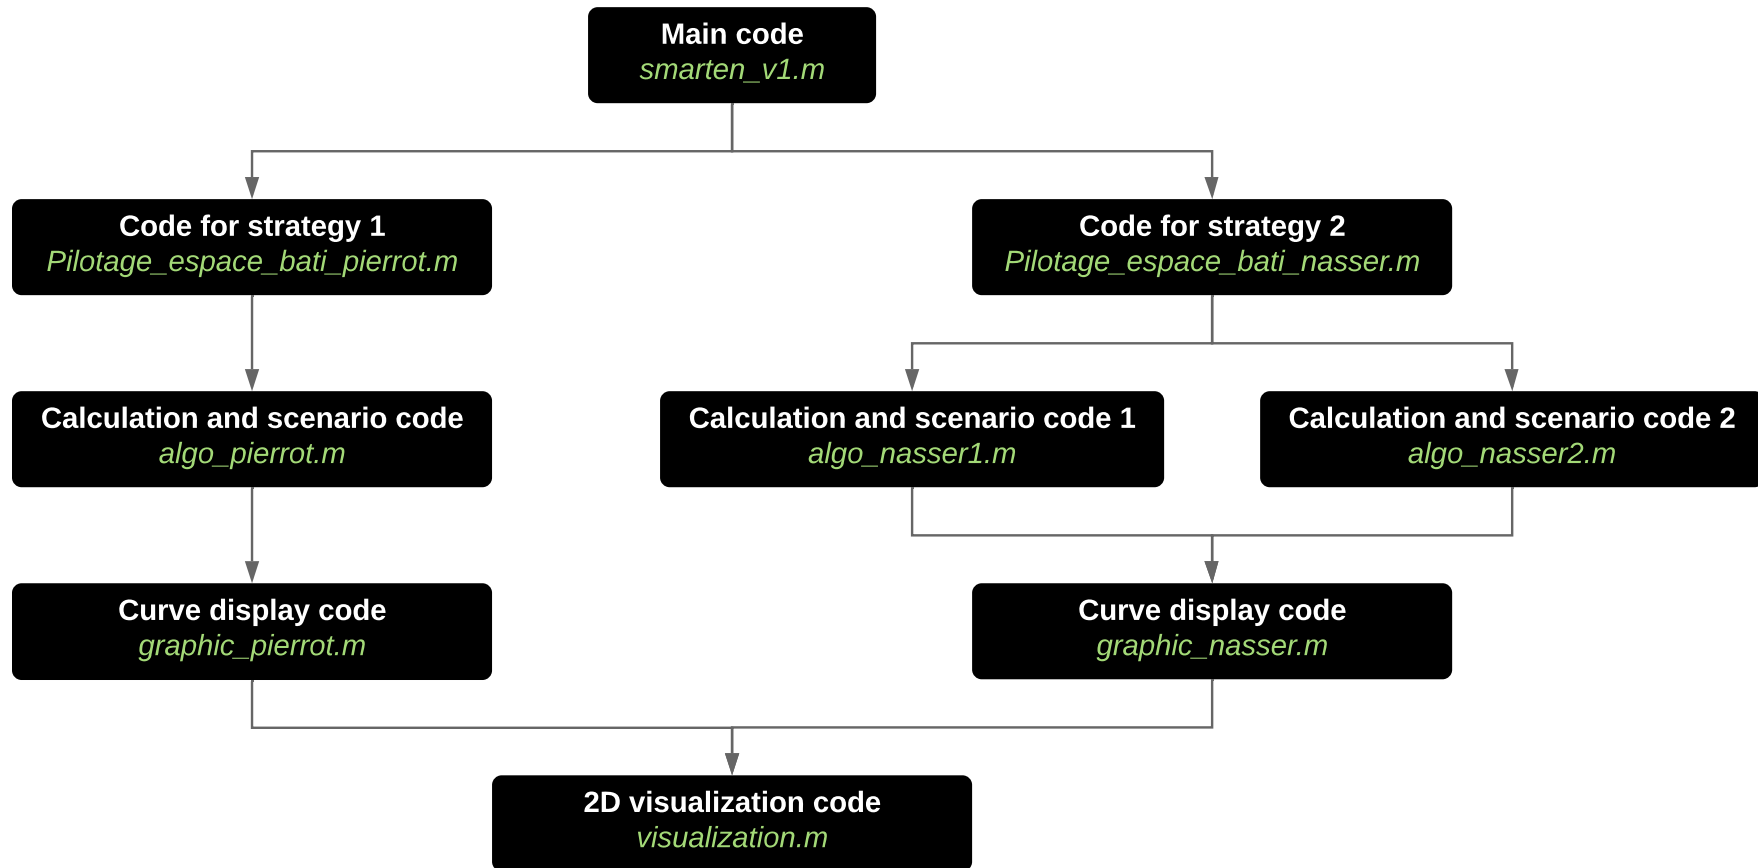 Main code
smarten_v1.m
Code for strategy 1
Pilotage_espace_bati_pierrot.m
Code for strategy 2
Pilotage_espace_bati_nasser.m
Calculation and scenario code
algo_pierrot.m
Calculation and scenario code 1
algo_nasser1.m
Calculation and scenario code 2
algo_nasser2.m
Curve display code
graphic_pierrot.m
Curve display code
graphic_nasser.m
2D visualization code
visualization.m